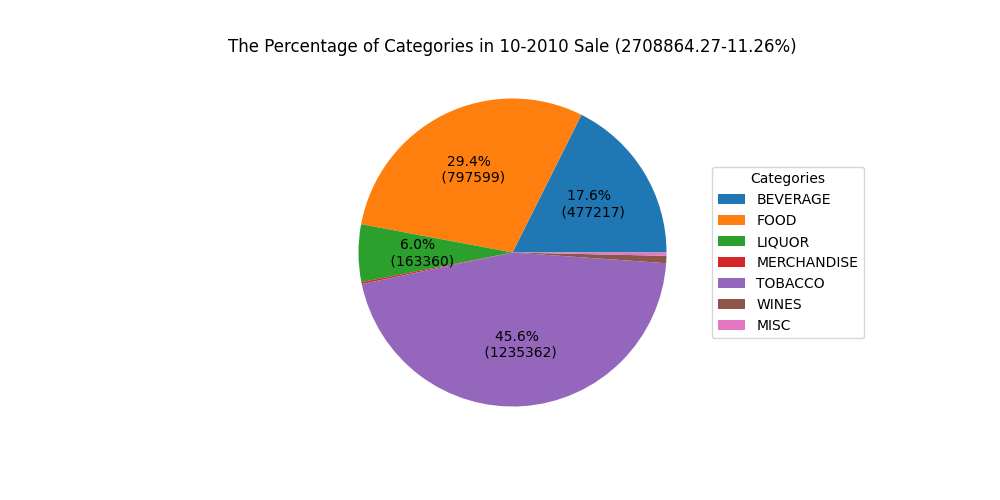 The Percentage of Categories in 10-2010 Sale (2708864.27-11.26%)
29.4%
(797599)
17.6%
(477217)
6.0%
(163360)
45.6%
(1235362)
Categories
BEVERAGE
FOOD
LIQUOR
MERCHANDISE
TOBACCO
WINES
MISC